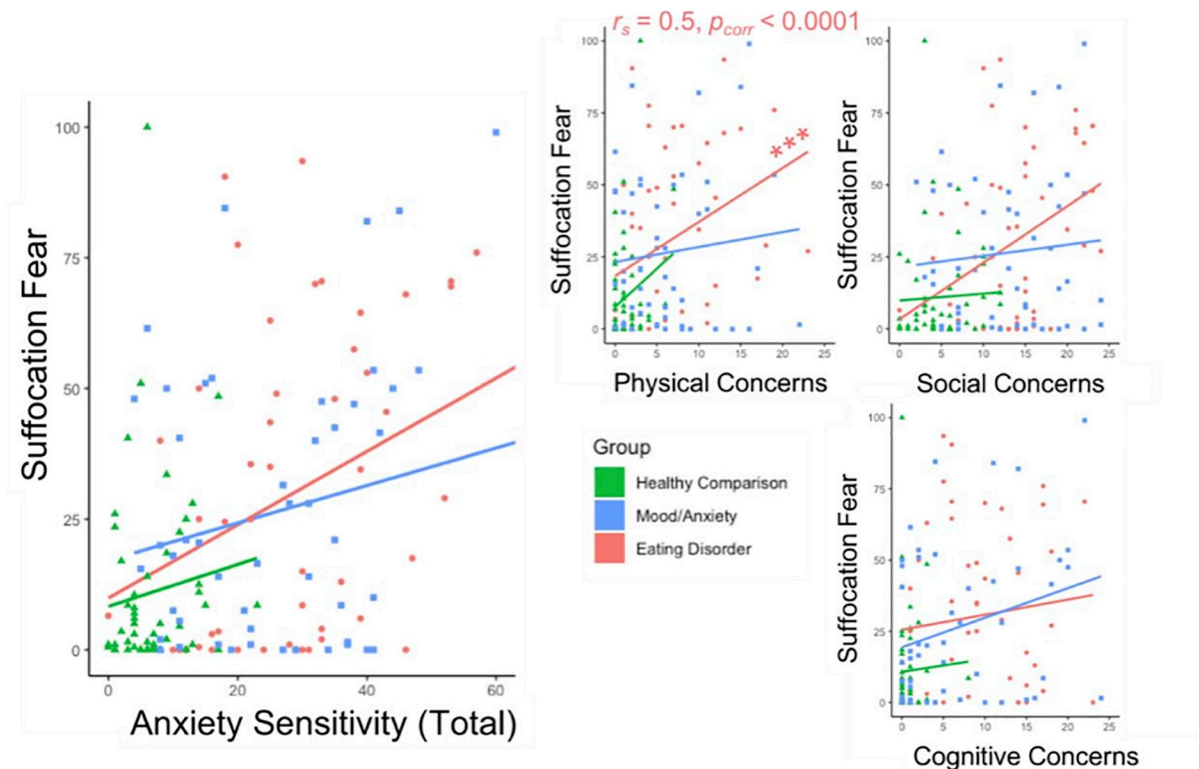 Suffocation Fear
100
75
50
25
0
0 20 40 60
Anxiety Sensitivity (Total)
r_s = 0.5, p_corr < 0.0001
Suffocation Fear
100
75
50
25
0
***
0 5 10 15 20 25
Physical Concerns
Suffocation Fear
100
75
50
25
0
0 5 10 15 20 25
Social Concerns
Group
Healthy Comparison
Mood/Anxiety
Eating Disorder
Suffocation Fear
100
75
50
25
0
0 5 10 15 20 25
Cognitive Concerns